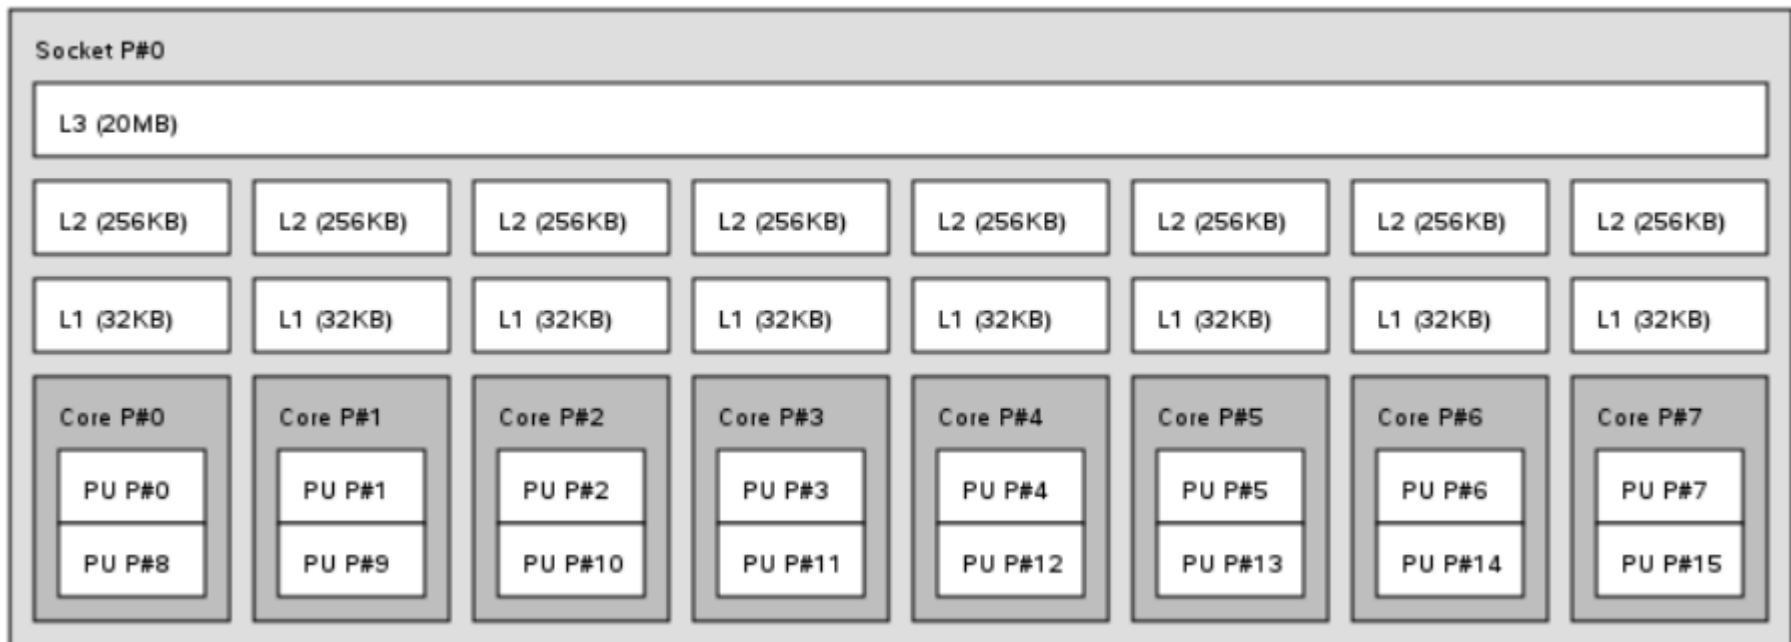 Socket P#0
L3 (20MB)
L2 (256KB) L2 (256KB) L2 (256KB) L2 (256KB) L2 (256KB) L2 (256KB) L2 (256KB) L2 (256KB)
L1 (32KB) L1 (32KB) L1 (32KB) L1 (32KB) L1 (32KB) L1 (32KB) L1 (32KB) L1 (32KB)
Core P#0 Core P#1 Core P#2 Core P#3 Core P#4 Core P#5 Core P#6 Core P#7
PU P#0 PU P#1 PU P#2 PU P#3 PU P#4 PU P#5 PU P#6 PU P#7
PU P#8 PU P#9 PU P#10 PU P#11 PU P#12 PU P#13 PU P#14 PU P#15